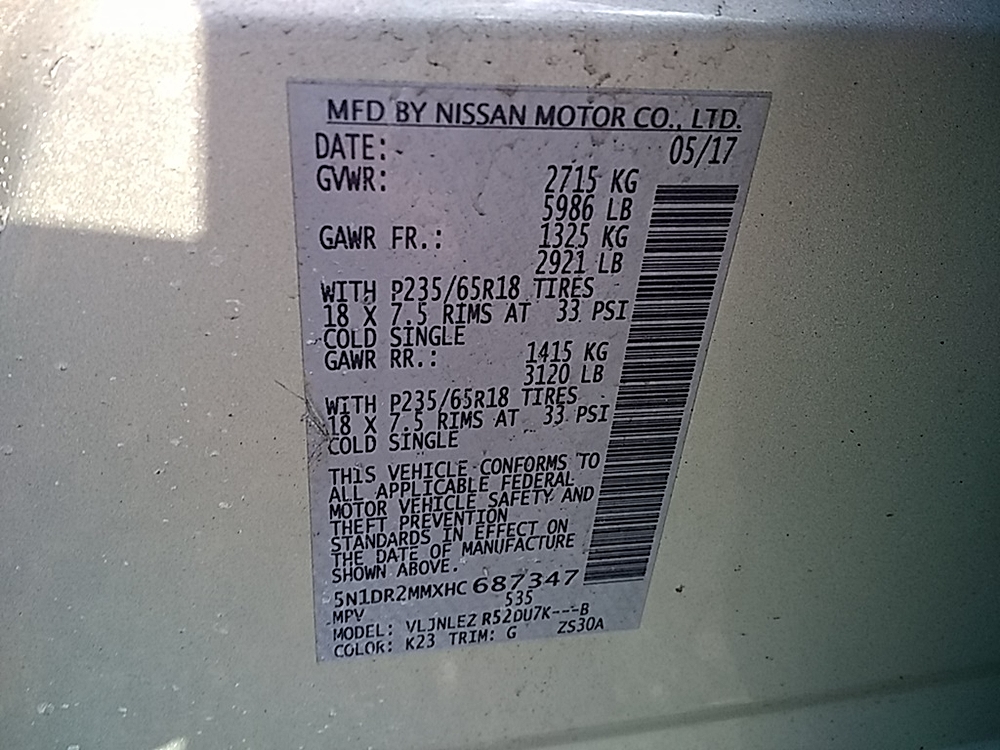 MFD BY NISSAN MOTOR CO., LTD.
DATE: 05/17
GVWR: 2715 KG
5986 LB
GAWR FR.: 1325 KG
2921 LB
WITH P235/65R18 TIRES
18 X 7.5 RIMS AT 33 PSI
COLD SINGLE
GAWR RR.: 1415 KG
3120 LB
WITH P235/65R18 TIRES
18 X 7.5 RIMS AT 33 PSI
COLD SINGLE
THIS VEHICLE CONFORMS TO
ALL APPLICABLE FEDERAL
MOTOR VEHICLE SAFETY AND
THEFT PREVENTION
STANDARDS IN EFFECT ON
THE DATE OF MANUFACTURE
SHOWN ABOVE.
5N1DR2MMXHC 687347
MPV 535
MODEL: VLJNLEZ R52DU7K---B
COLOR: K23 TRIM: G ZS30A